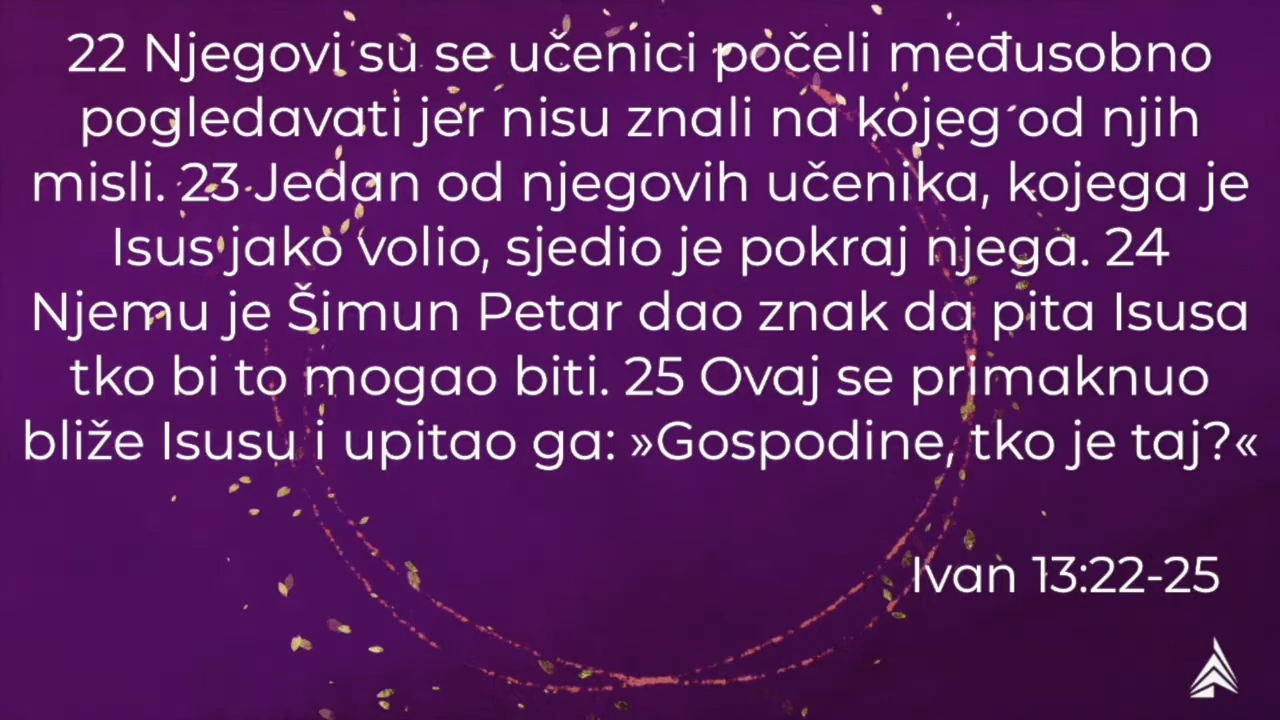 22 Njegovi su se učenici počeli međusobno
pogledavati jer nisu znali na kojeg od njih
misli. 23 Jedan od njegovih učenika, kojega je
Isus jako volio, sjedio je pokraj njega. 24
Njemu je Šimun Petar dao znak da pita Isusa
tko bi to mogao biti. 25 Ovaj se primaknuo
bliže Isusu i upitao ga: »Gospodine, tko je taj?«
Ivan 13:22-25